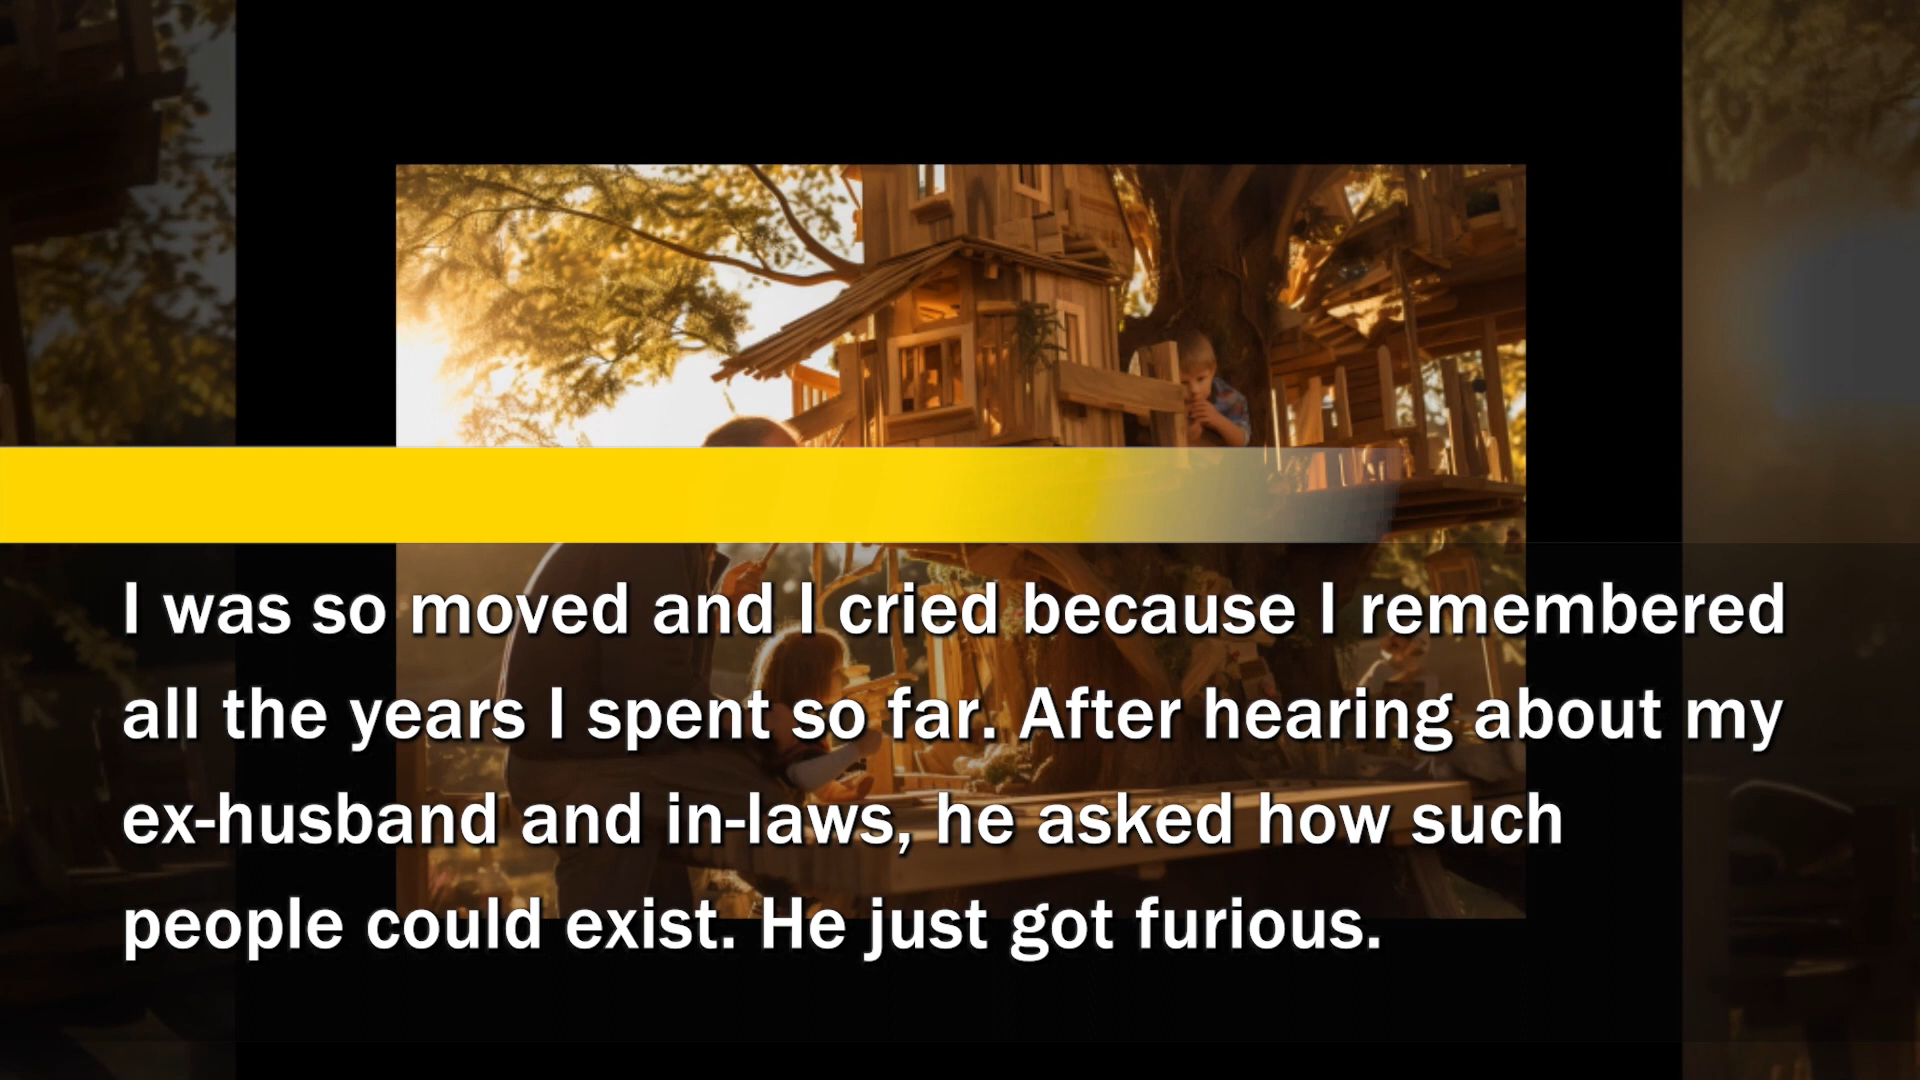 I was so moved and I cried because I remembered
all the years I spent so far. After hearing about my
ex-husband and in-laws, he asked how such
people could exist. He just got furious.